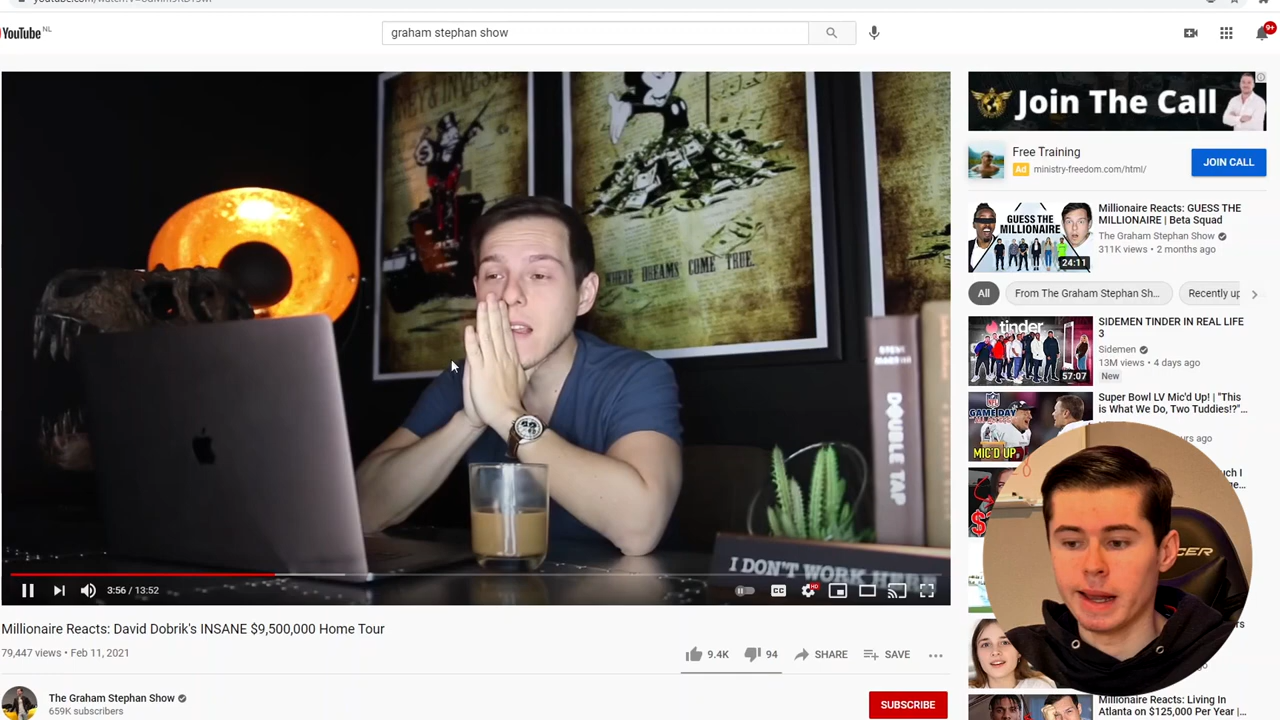 YouTube NL
graham stephan show
9+
Join The Call
Free Training
Ad ministry-freedom.com/html/
JOIN CALL
WHERE DREAMS COME TRUE.
DOUBLE TAP
I DON'T WORK HERE
3:56 / 13:52
CC
HD
Millionaire Reacts: David Dobrik's INSANE $9,500,000 Home Tour
79,447 views • Feb 11, 2021
9.4K
94
SHARE
SAVE
The Graham Stephan Show
659K subscribers
SUBSCRIBE
GUESS THE
MILLIONAIRE
24:11
Millionaire Reacts: GUESS THE
MILLIONAIRE | Beta Squad
The Graham Stephan Show
311K views • 2 months ago
All
From The Graham Stephan Sh...
Recently up
tinder
57:07
SIDEMEN TINDER IN REAL LIFE
3
Sidemen
13M views • 4 days ago
New
GAME DAY
MIC'D UP
Super Bowl LV Mic'd Up! | "This
is What We Do, Two Tuddies!?"...
ago
Millionaire Reacts: Living In
Atlanta on $125,000 Per Year |